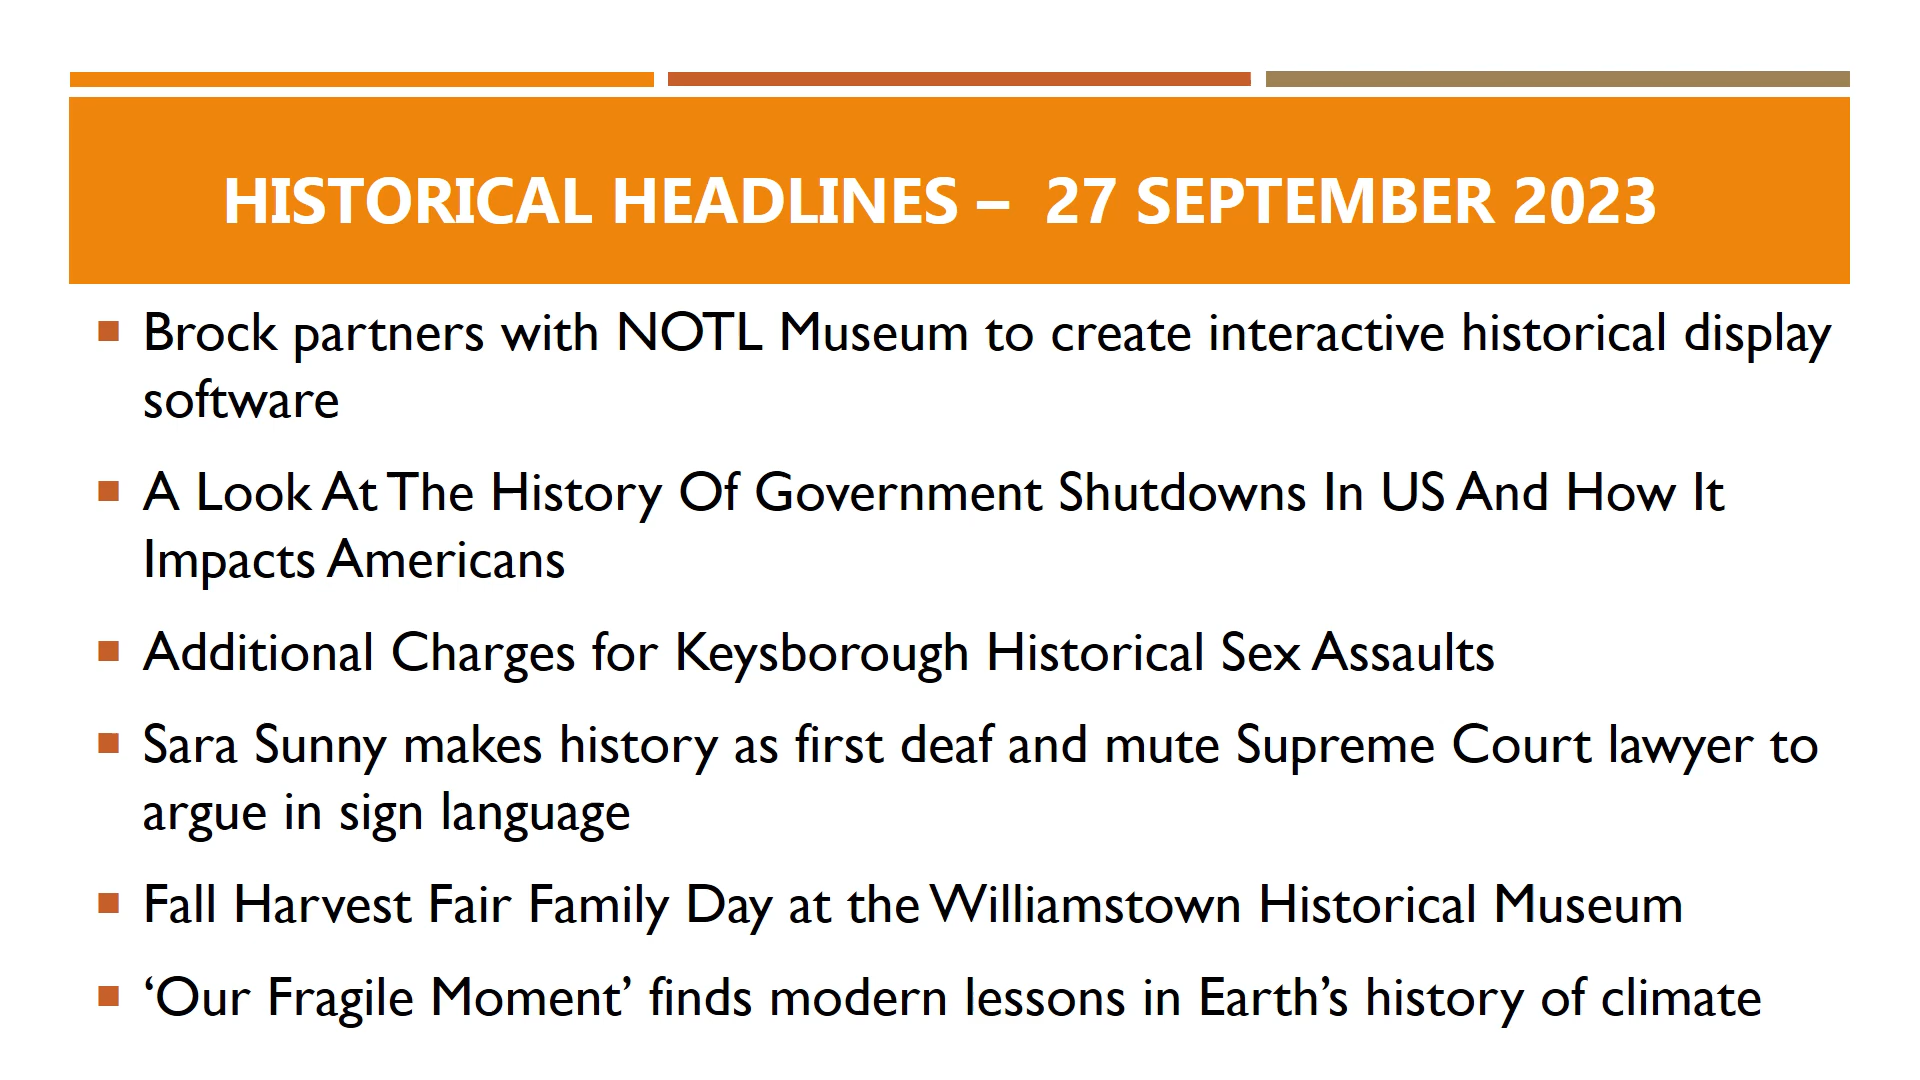 HISTORICAL HEADLINES – 27 SEPTEMBER 2023
Brock partners with NOTL Museum to create interactive historical display
software
A Look At The History Of Government Shutdowns In US And How It
Impacts Americans
Additional Charges for Keysborough Historical Sex Assaults
Sara Sunny makes history as first deaf and mute Supreme Court lawyer to
argue in sign language
Fall Harvest Fair Family Day at the Williamstown Historical Museum
‘Our Fragile Moment’ finds modern lessons in Earth’s history of climate